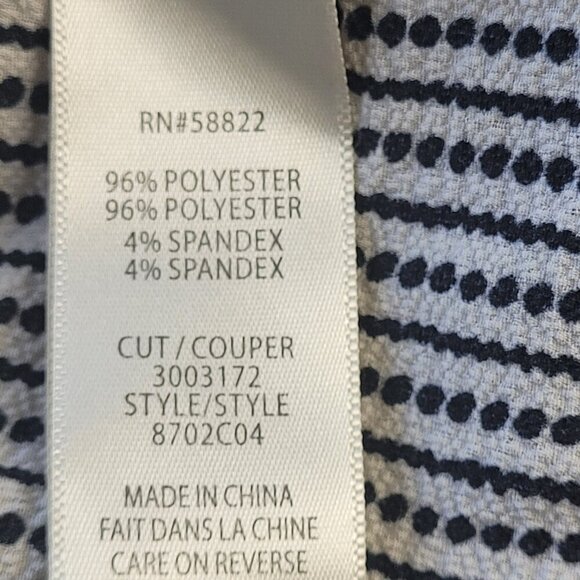 RN#58822
96% POLYESTER
96% POLYESTER
4% SPANDEX
4% SPANDEX
CUT / COUPER
3003172
STYLE/STYLE
8702C04
MADE IN CHINA
FAIT DANS LA CHINE
CARE ON REVERSE